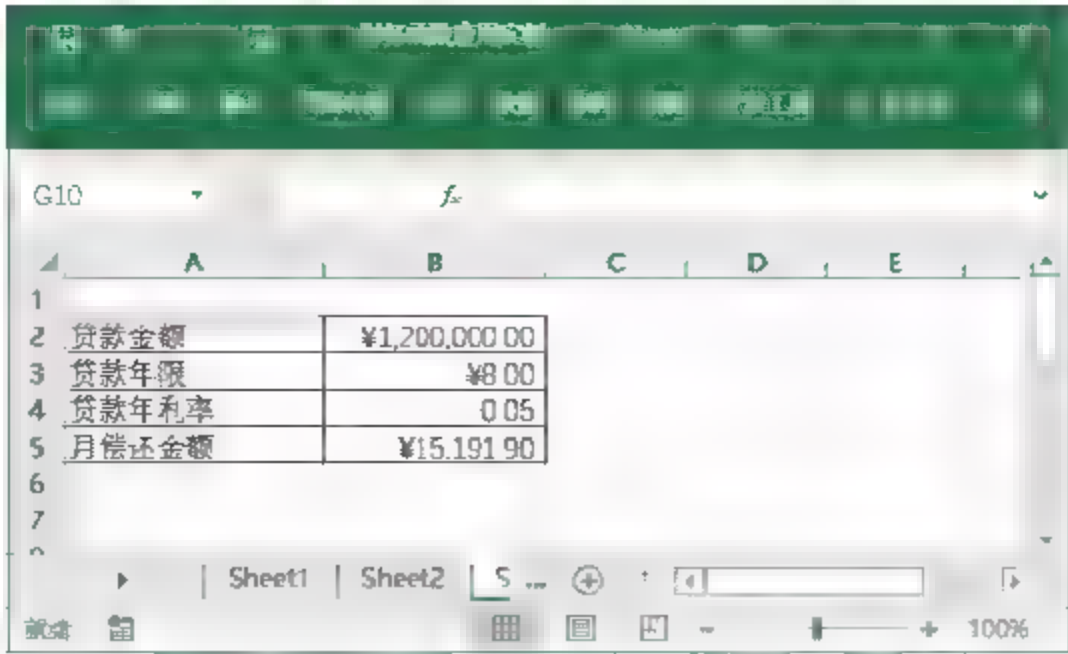 G10 fx
A B C D E
1
2 贷款金额 ¥1,200,000.00
3 贷款年限 ¥8.00
4 贷款年利率 0.05
5 月偿还金额 ¥15,191.90
6
7
Sheet1 Sheet2 S ...
就绪 100%